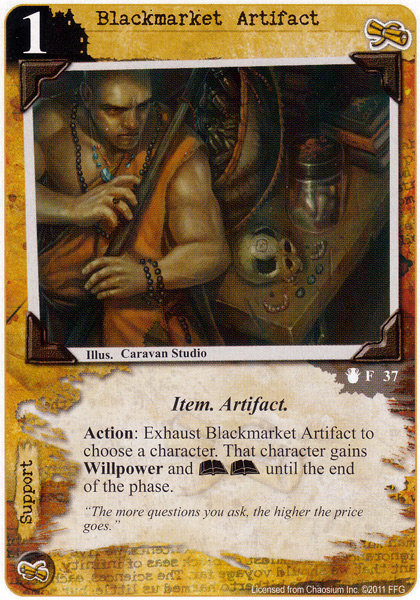 1
Blackmarket Artifact
Illus. Caravan Studio
F 37
Item. Artifact.
Action: Exhaust Blackmarket Artifact to
choose a character. That character gains
Willpower and until the end
of the phase.
"The more questions you ask, the higher the price
goes."
Support
Licensed from Chaosium Inc. ©2011 FFG